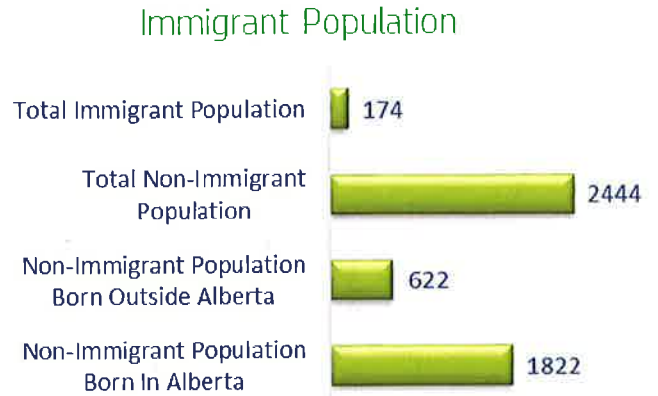 Immigrant Population
Total Immigrant Population
174
Total Non-Immigrant
Population
2444
Non-Immigrant Population
Born Outside Alberta
622
Non-Immigrant Population
Born In Alberta
1822